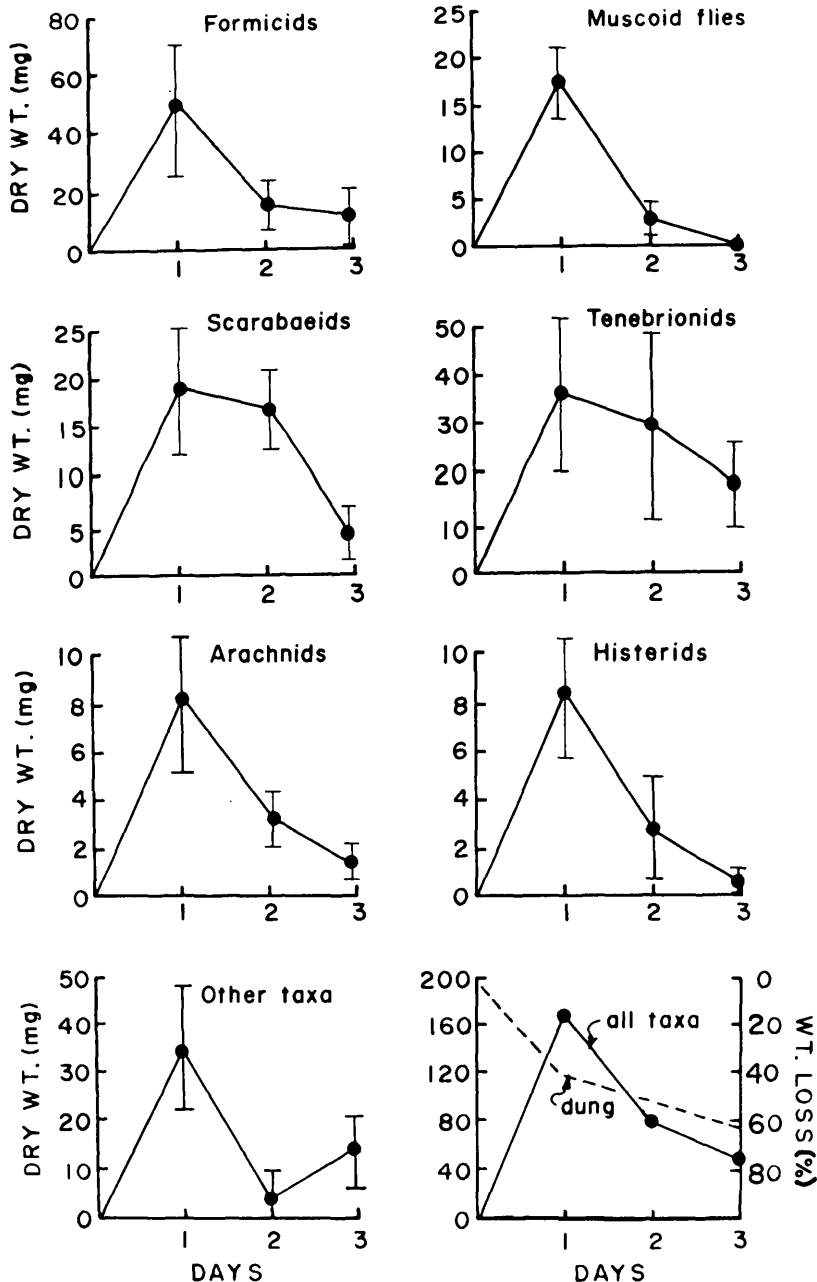 Formicids
DRY WT. (mg)
80
60
40
20
0
1 2 3
Muscoid flies
25
20
15
10
5
0
1 2 3
Scarabaeids
DRY WT. (mg)
25
20
15
10
5
0
1 2 3
Tenebrionids
50
40
30
20
10
0
1 2 3
Arachnids
DRY WT. (mg)
10
8
6
4
2
0
1 2 3
Histerids
10
8
6
4
2
0
1 2 3
Other taxa
DRY WT. (mg)
50
40
30
20
10
0
1 2 3
DAYS
200
160
120
80
40
0
all taxa
dung
0
20
40
60
80
WT. LOSS (%)
1 2 3
DAYS